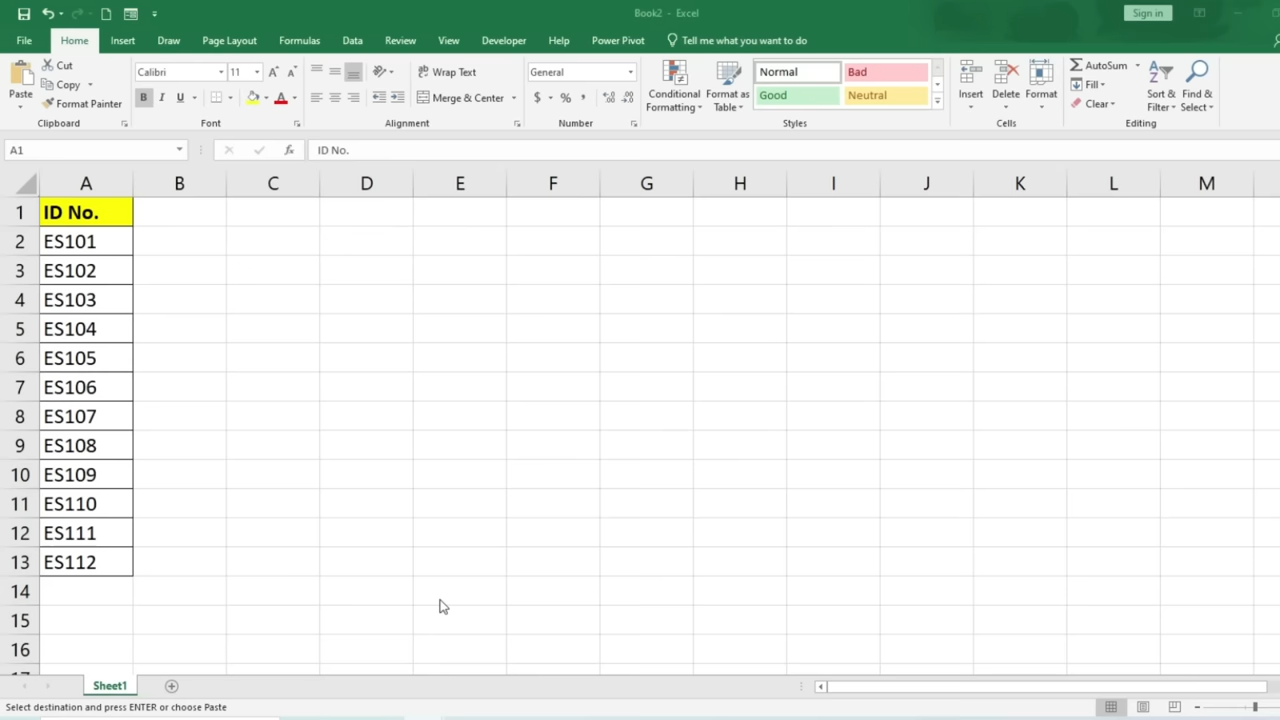 Book2 - Excel
Sign in
File Home Insert Draw Page Layout Formulas Data Review View Developer Help Power Pivot Tell me what you want to do
Paste
Cut
Copy
Format Painter
Clipboard
Calibri 11
B I U
Font
Wrap Text
Merge & Center
Alignment
General
$ % ,
Number
Conditional
Formatting
Format as
Table
Normal Bad
Good Neutral
Styles
Insert Delete Format
Cells
AutoSum
Fill
Clear
Sort &
Filter
Find &
Select
Editing
A1 fx ID No.
A B C D E F G H I J K L M
1 ID No.
2 ES101
3 ES102
4 ES103
5 ES104
6 ES105
7 ES106
8 ES107
9 ES108
10 ES109
11 ES110
12 ES111
13 ES112
14
15
16
17
Sheet1
Select destination and press ENTER or choose Paste